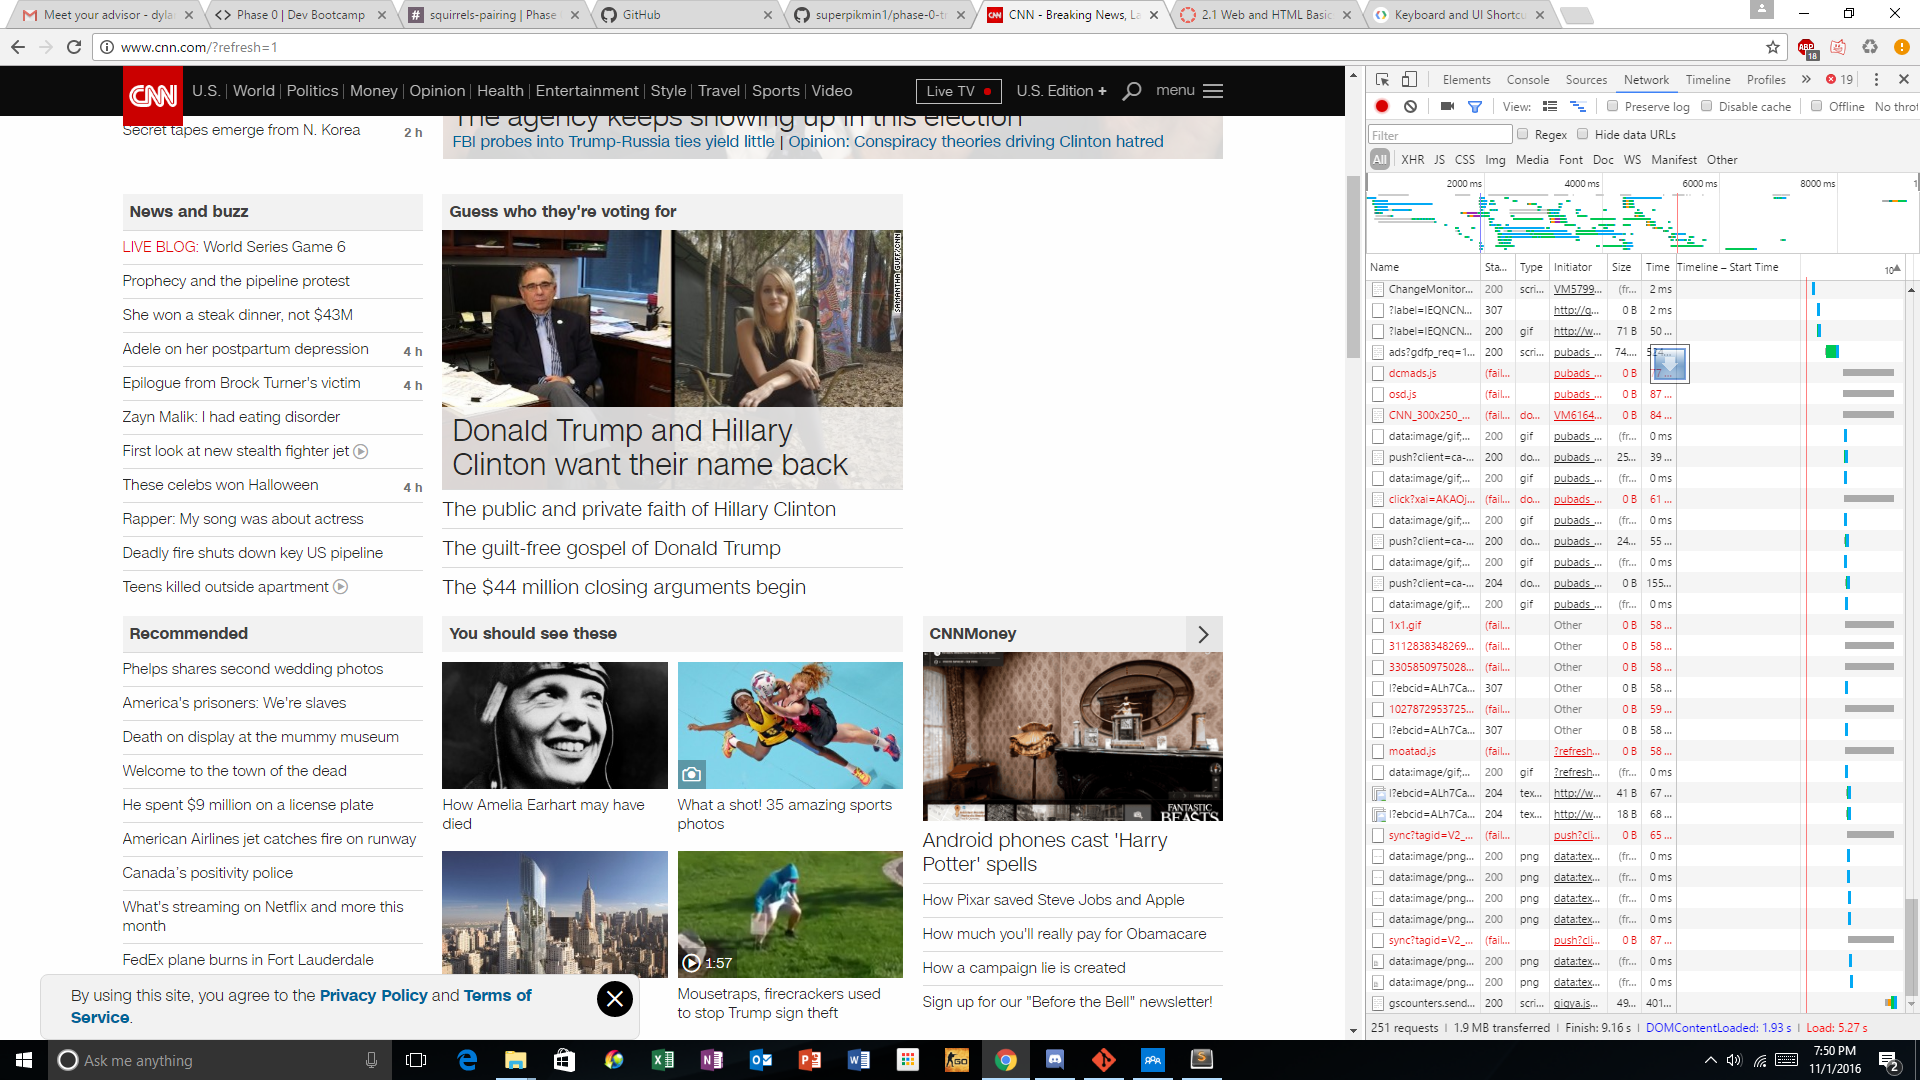 Meet your advisor - dyla
Phase 0 | Dev Bootcamp
squirrels-pairing | Phase
GitHub
superpikmin1/phase-0-tr
CNN - Breaking News, La
2.1 Web and HTML Basic
Keyboard and UI Shortcu
www.cnn.com/?refresh=1
ABP
18
CNN
U.S.
World
Politics
Money
Opinion
Health
Entertainment
Style
Travel
Sports
Video
Live TV
U.S. Edition +
menu
Secret tapes emerge from N. Korea 2 h
The agency keeps showing up in this election
FBI probes into Trump-Russia ties yield little | Opinion: Conspiracy theories driving Clinton hatred
News and buzz
LIVE BLOG: World Series Game 6
Prophecy and the pipeline protest
She won a steak dinner, not $43M
Adele on her postpartum depression 4 h
Epilogue from Brock Turner's victim 4 h
Zayn Malik: I had eating disorder
First look at new stealth fighter jet
These celebs won Halloween 4 h
Rapper: My song was about actress
Deadly fire shuts down key US pipeline
Teens killed outside apartment
Guess who they're voting for
SAMANTHA GUFF/CNN
Donald Trump and Hillary
Clinton want their name back
The public and private faith of Hillary Clinton
The guilt-free gospel of Donald Trump
The $44 million closing arguments begin
Recommended
Phelps shares second wedding photos
America's prisoners: We're slaves
Death on display at the mummy museum
Welcome to the town of the dead
He spent $9 million on a license plate
American Airlines jet catches fire on runway
Canada's positivity police
What's streaming on Netflix and more this
month
FedEx plane burns in Fort Lauderdale
You should see these
How Amelia Earhart may have
died
What a shot! 35 amazing sports
photos
1:57
Mousetraps, firecrackers used
to stop Trump sign theft
CNNMoney
FANTASTIC
BEASTS
Android phones cast 'Harry
Potter' spells
How Pixar saved Steve Jobs and Apple
How much you'll really pay for Obamacare
How a campaign lie is created
Sign up for our "Before the Bell" newsletter!
By using this site, you agree to the Privacy Policy and Terms of
Service.
Elements Console Sources Network Timeline Profiles » 19
View: Preserve log Disable cache Offline No thro
Filter Regex Hide data URLs
All XHR JS CSS Img Media Font Doc WS Manifest Other
2000 ms 4000 ms 6000 ms 8000 ms 1
Name Sta... Type Initiator Size Time Timeline – Start Time 10
ChangeMonitor... 200 scri... VM5799... (fr... 2 ms
?label=IEQNCN... 307 http://g... 0 B 2 ms
?label=IEQNCN... 200 gif http://w... 71 B 50 ...
ads?gdfp_req=1... 200 scri... pubads_... 74....
dcmads.js (fail... pubads_... 0 B
osd.js (fail... pubads_... 0 B 87 ...
CNN_300x250_... (fail... do... VM6164... 0 B 84 ...
data:image/gif;... 200 gif pubads_... (fr... 0 ms
push?client=ca-... 200 do... pubads_... 25... 39 ...
data:image/gif;... 200 gif pubads_... (fr... 0 ms
click?xai=AKAOj... (fail... do... pubads_... 0 B 61 ...
data:image/gif;... 200 gif pubads_... (fr... 0 ms
push?client=ca-... 200 do... pubads_... 24... 55 ...
data:image/gif;... 200 gif pubads_... (fr... 0 ms
push?client=ca-... 204 do... pubads_... 0 B 155...
data:image/gif;... 200 gif pubads_... (fr... 0 ms
1x1.gif (fail... Other 0 B 58 ...
3112838348269... (fail... Other 0 B 58 ...
3305850975028... (fail... Other 0 B 58 ...
l?ebcid=ALh7Ca... 307 Other 0 B 58 ...
1027872953725... (fail... Other 0 B 59 ...
l?ebcid=ALh7Ca... 307 Other 0 B 58 ...
moatad.js (fail... ?refresh... 0 B 58 ...
data:image/gif;... 200 gif ?refresh... (fr... 0 ms
l?ebcid=ALh7Ca... 204 tex... http://w... 41 B 67 ...
l?ebcid=ALh7Ca... 204 tex... http://w... 18 B 68 ...
sync?tagid=V2_... (fail... push?cli... 0 B 65 ...
data:image/png... 200 png data:tex... (fr... 0 ms
data:image/png... 200 png data:tex... (fr... 0 ms
data:image/png... 200 png data:tex... (fr... 0 ms
data:image/png... 200 png data:tex... (fr... 0 ms
sync?tagid=V2_... (fail... push?cli... 0 B 87 ...
data:image/png... 200 png data:tex... (fr... 0 ms
data:image/png... 200 png data:tex... (fr... 0 ms
gscounters.send... 200 scri... gigya.js... 49... 401...
251 requests | 1.9 MB transferred | Finish: 9.16 s | DOMContentLoaded: 1.93 s | Load: 5.27 s
Ask me anything
7:50 PM
11/1/2016
2